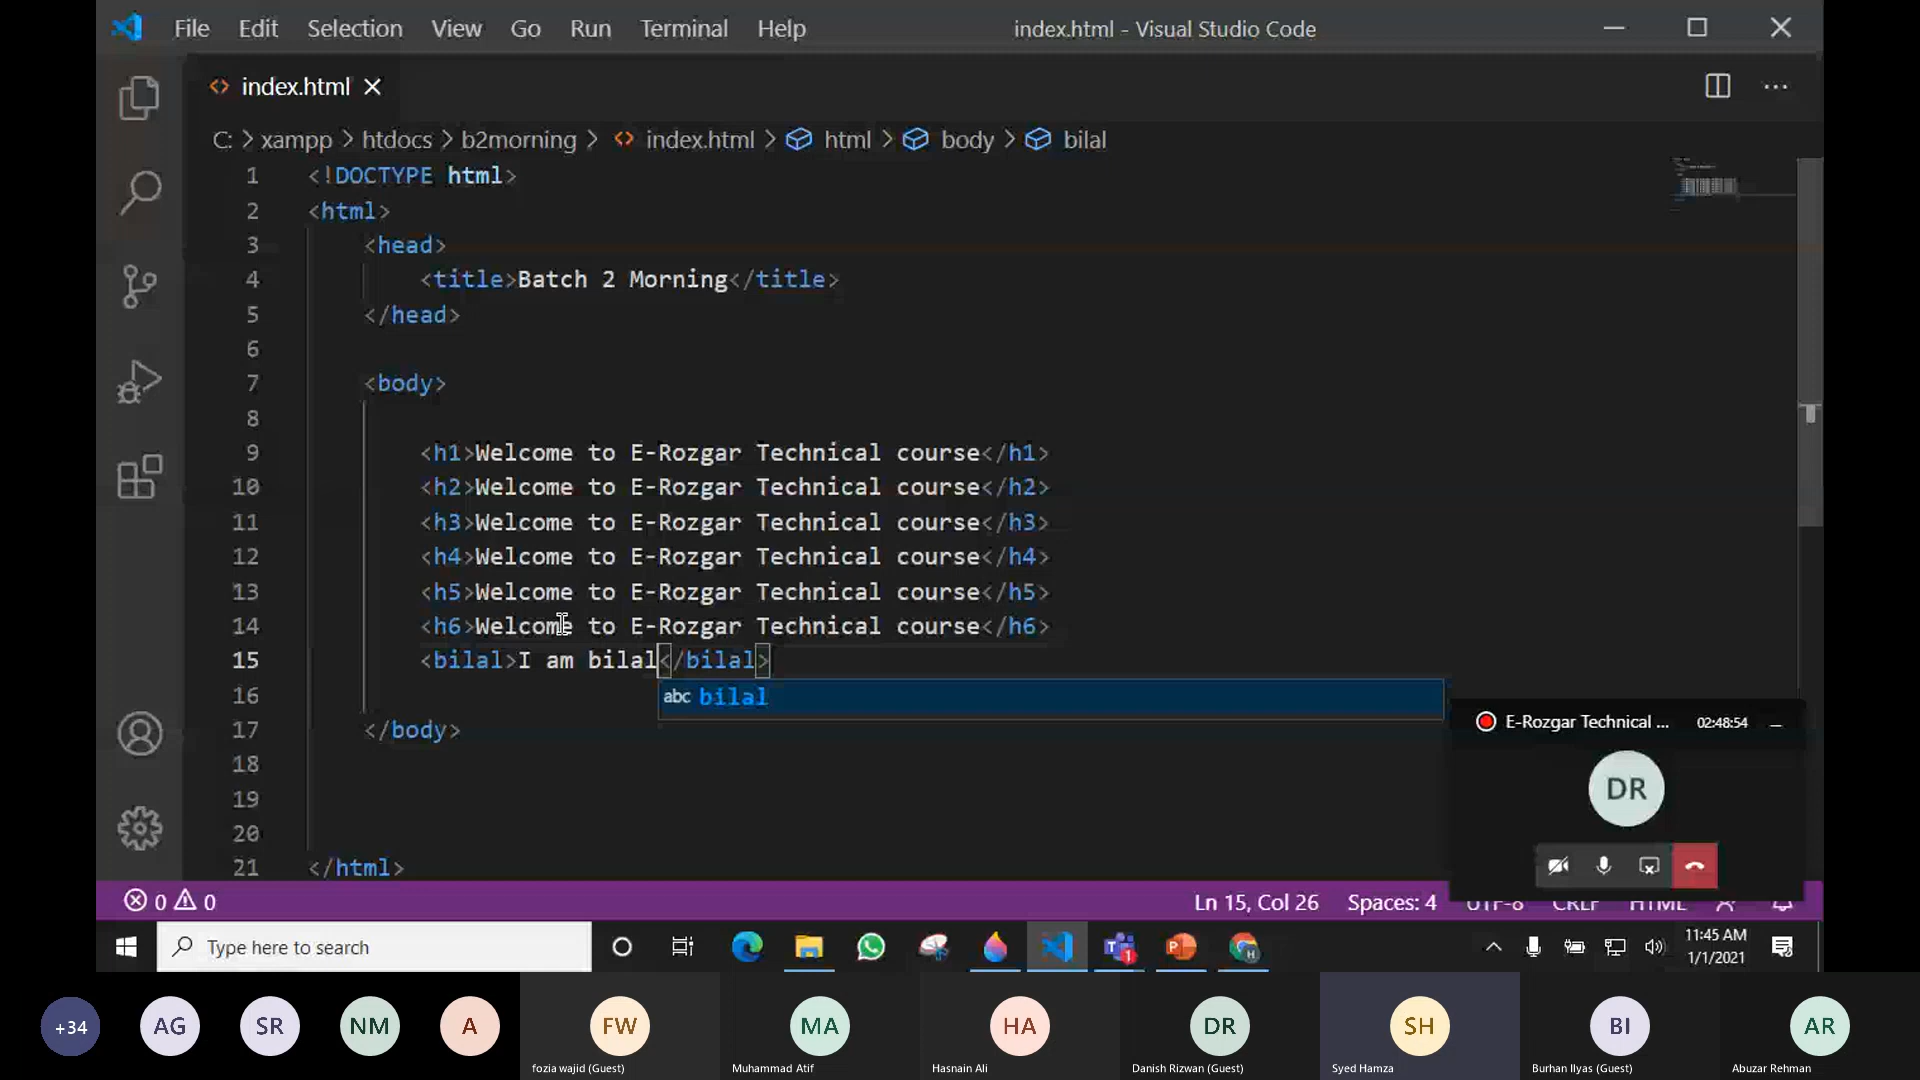 File Edit Selection View Go Run Terminal Help index.html - Visual Studio Code
index.html
C: > xampp > htdocs > b2morning > index.html > html > body > bilal
1 <!DOCTYPE html>
2 <html>
3 <head>
4 <title>Batch 2 Morning</title>
5 </head>
6
7 <body>
8
9 <h1>Welcome to E-Rozgar Technical course</h1>
10 <h2>Welcome to E-Rozgar Technical course</h2>
11 <h3>Welcome to E-Rozgar Technical course</h3>
12 <h4>Welcome to E-Rozgar Technical course</h4>
13 <h5>Welcome to E-Rozgar Technical course</h5>
14 <h6>Welcome to E-Rozgar Technical course</h6>
15 <bilal>I am bilal</bilal>
16
abc bilal
17 </body>
18
19
20
21 </html>
E-Rozgar Technical ... 02:48:54
DR
0 0 Ln 15, Col 26 Spaces: 4 UTF-8 CRLF HTML
Type here to search
1
P
H
11:45 AM
1/1/2021
+34 AG SR NM A FW MA HA DR SH BI AR
fozia wajid (Guest) Muhammad Atif Hasnain Ali Danish Rizwan (Guest) Syed Hamza Burhan Ilyas (Guest) Abuzar Rehman